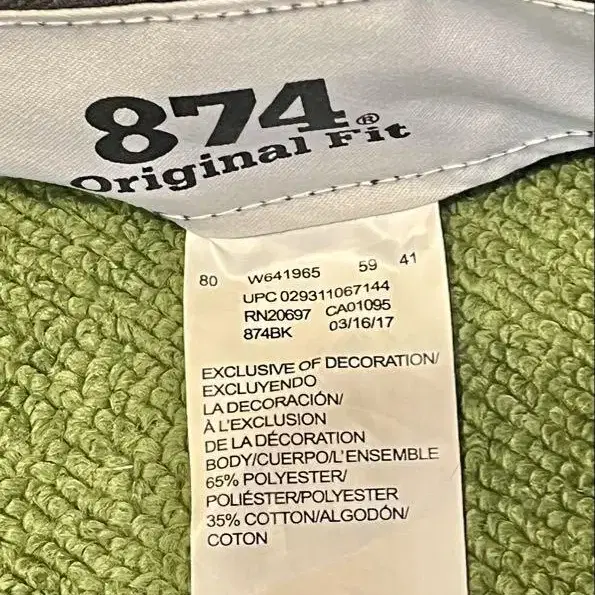 874®
Original Fit
80 W641965 59 41
UPC 029311067144
RN20697 CA01095
874BK 03/16/17
EXCLUSIVE OF DECORATION/
EXCLUYENDO
LA DECORACIÓN/
À L'EXCLUSION
DE LA DÉCORATION
BODY/CUERPO/L'ENSEMBLE
65% POLYESTER/
POLIÉSTER/POLYESTER
35% COTTON/ALGODÓN/
COTON